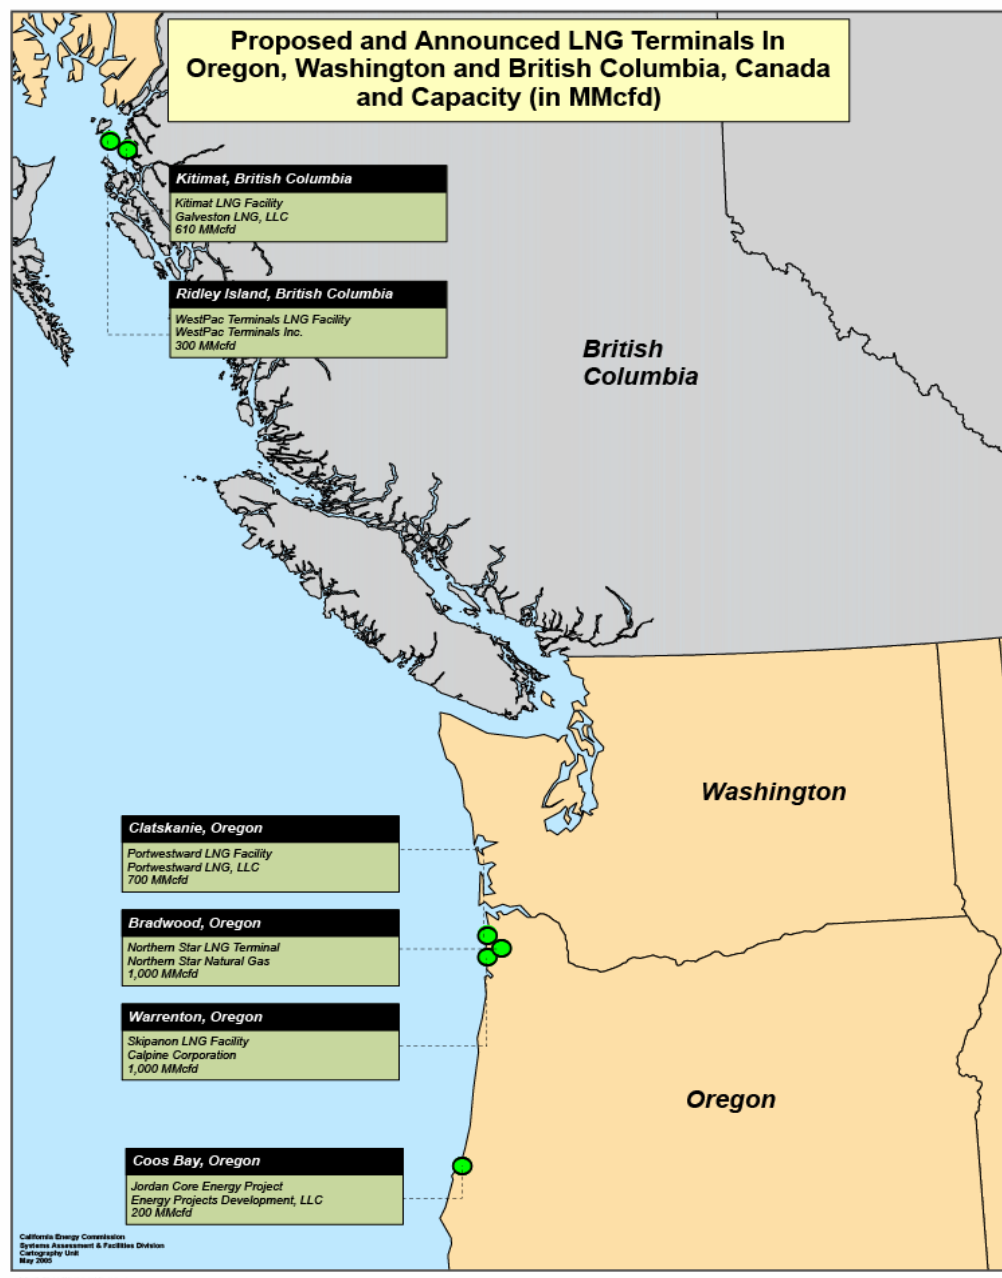 Proposed and Announced LNG Terminals In
Oregon, Washington and British Columbia, Canada
and Capacity (in MMcfd)
Kitimat, British Columbia
Kitimat LNG Facility
Galveston LNG, LLC
610 MMcfd
Ridley Island, British Columbia
WestPac Terminals LNG Facility
WestPac Terminals Inc.
300 MMcfd
British
Columbia
Washington
Clatskanie, Oregon
Portwestward LNG Facility
Portwestward LNG, LLC
700 MMcfd
Bradwood, Oregon
Northern Star LNG Terminal
Northern Star Natural Gas
1,000 MMcfd
Warrenton, Oregon
Skipanon LNG Facility
Calpine Corporation
1,000 MMcfd
Oregon
Coos Bay, Oregon
Jordan Core Energy Project
Energy Projects Development, LLC
200 MMcfd
California Energy Commission
Systems Assessment & Facilities Division
Cartography Unit
May 2005